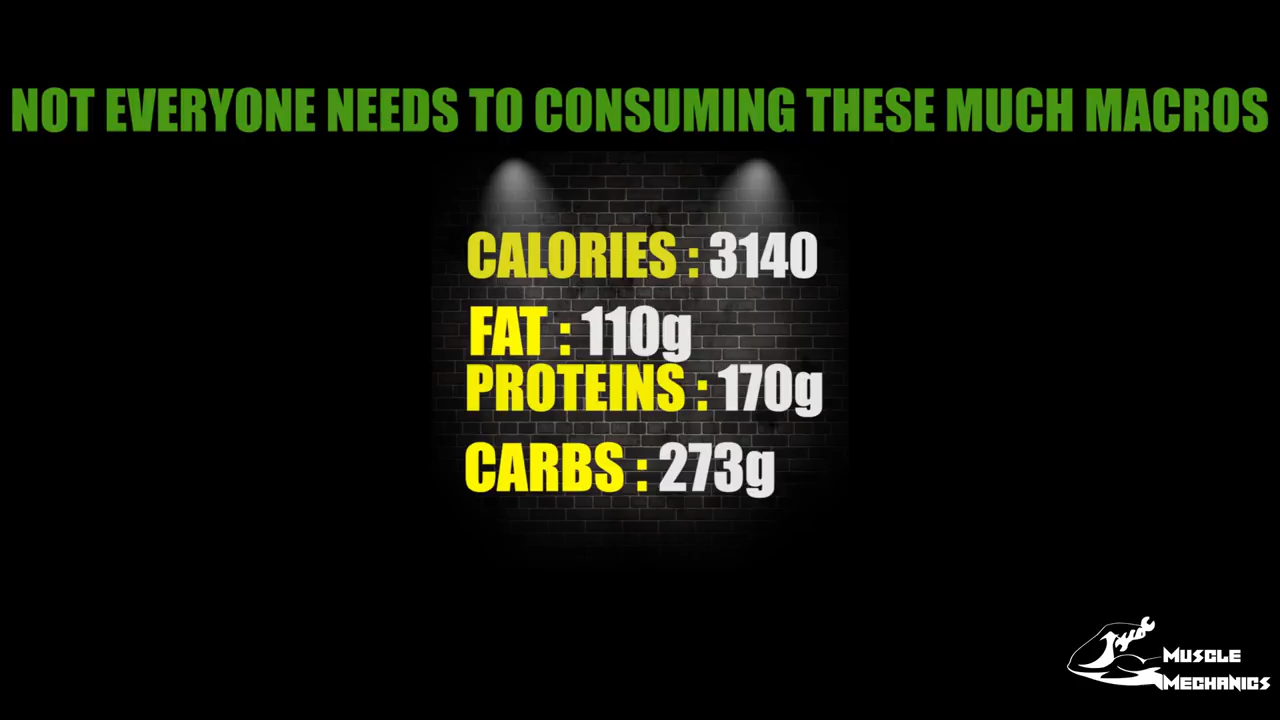 NOT EVERYONE NEEDS TO CONSUMING THESE MUCH MACROS
CALORIES : 3140
FAT : 110g
PROTEINS : 170g
CARBS : 273g
MUSCLE
MECHANICS